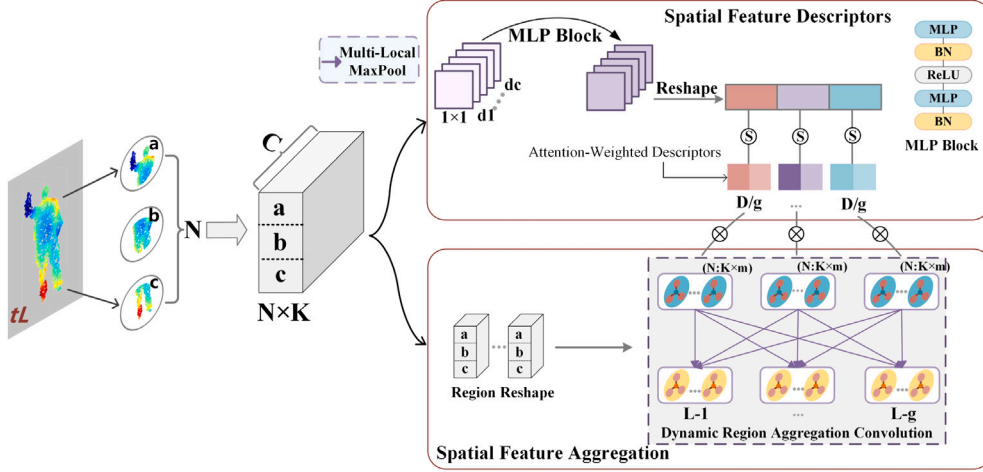 Multi-Local
MaxPool
Spatial Feature Descriptors
MLP Block
dc
d1
1×1
Reshape
MLP
BN
ReLU
MLP
BN
MLP Block
S
S
S
Attention-Weighted Descriptors
D/g
...
D/g
a
b
c
tL
N
C
a
b
c
N×K
(N:K×m)
(N:K×m)
(N:K×m)
a
b
c
a
b
c
Region Reshape
L-1
...
L-g
Dynamic Region Aggregation Convolution
Spatial Feature Aggregation